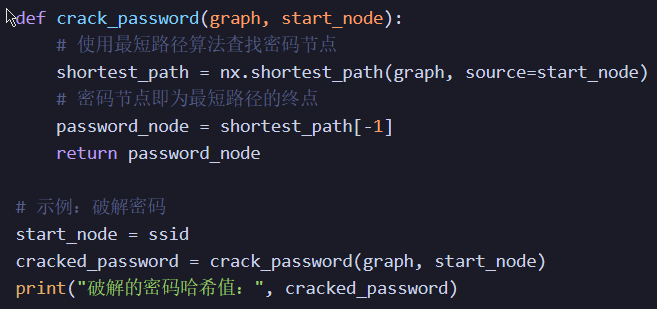 def crack_password(graph, start_node):
    # 使用最短路径算法查找密码节点
    shortest_path = nx.shortest_path(graph, source=start_node)
    # 密码节点即为最短路径的终点
    password_node = shortest_path[-1]
    return password_node

# 示例：破解密码
start_node = ssid
cracked_password = crack_password(graph, start_node)
print("破解的密码哈希值：", cracked_password)